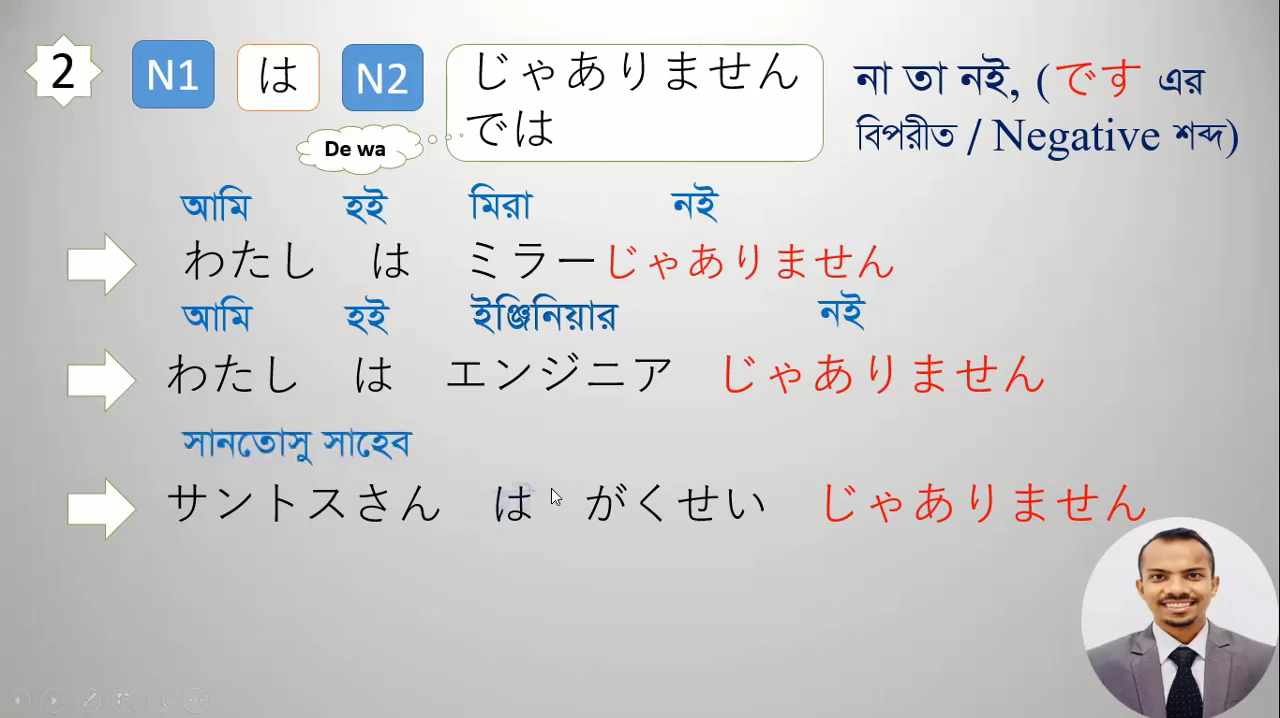 2 N1 は N2 じゃありません
では
De wa
না তা নই, (です এর
বিপরীত / Negative শব্দ)
আমি হই মিরা নই
わたし は ミラーじゃありません
আমি হই ইঞ্জিনিয়ার নই
わたし は エンジニア じゃありません
সানতোসু সাহেব
サントスさん は がくせい じゃありません